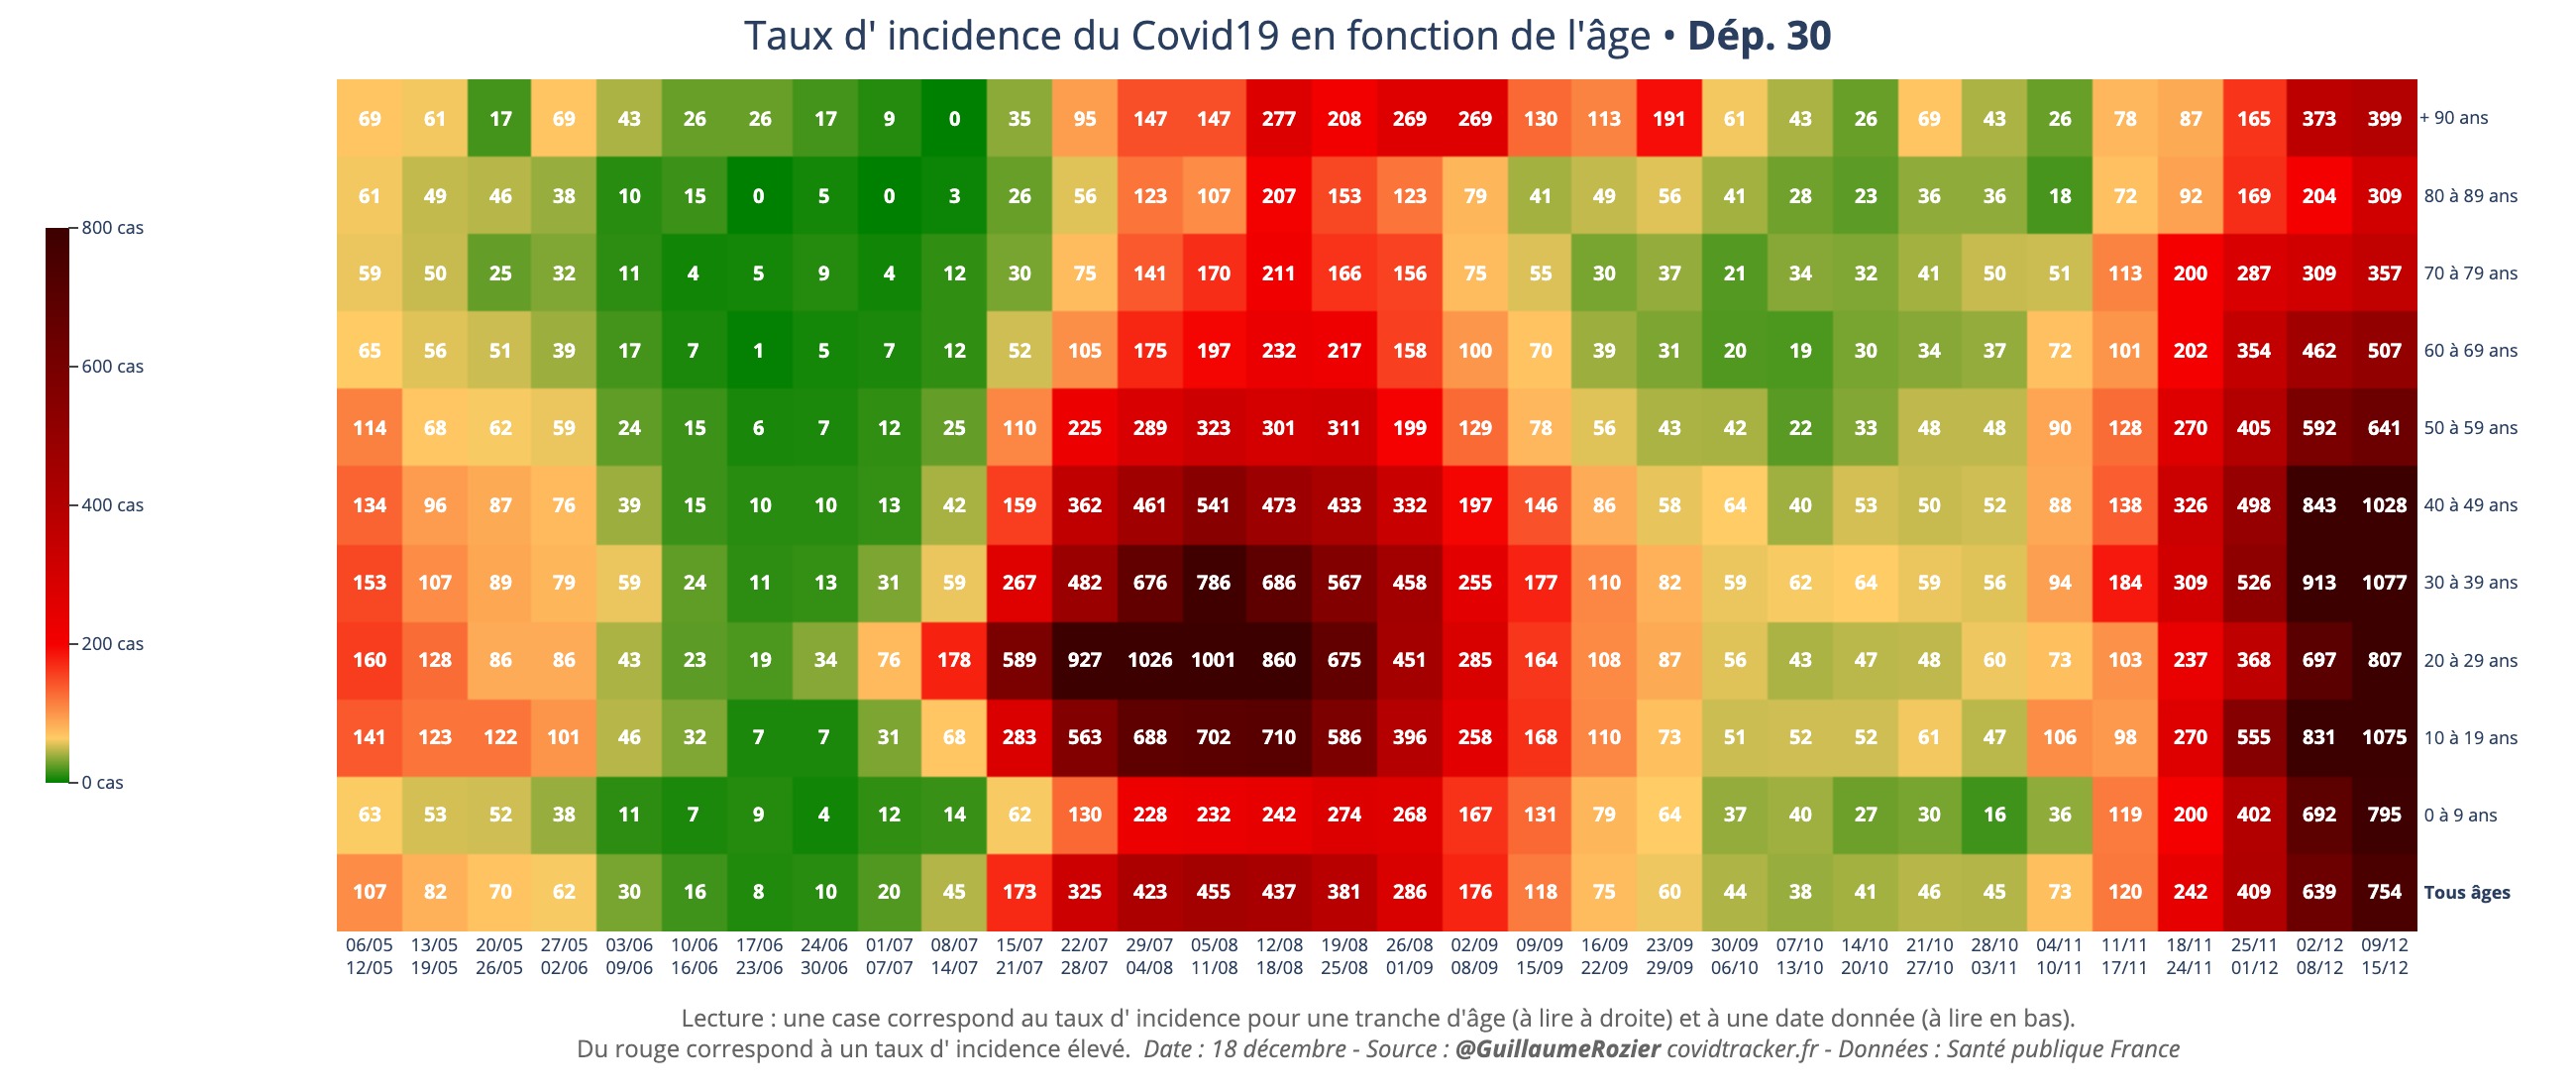 Taux d' incidence du Covid19 en fonction de l'âge • Dép. 30
800 cas
600 cas
400 cas
200 cas
0 cas
69 61 17 69 43 26 26 17 9 0 35 95 147 147 277 208 269 269 130 113 191 61 43 26 69 43 26 78 87 165 373 399 + 90 ans
61 49 46 38 10 15 0 5 0 3 26 56 123 107 207 153 123 79 41 49 56 41 28 23 36 36 18 72 92 169 204 309 80 à 89 ans
59 50 25 32 11 4 5 9 4 12 30 75 141 170 211 166 156 75 55 30 37 21 34 32 41 50 51 113 200 287 309 357 70 à 79 ans
65 56 51 39 17 7 1 5 7 12 52 105 175 197 232 217 158 100 70 39 31 20 19 30 34 37 72 101 202 354 462 507 60 à 69 ans
114 68 62 59 24 15 6 7 12 25 110 225 289 323 301 311 199 129 78 56 43 42 22 33 48 48 90 128 270 405 592 641 50 à 59 ans
134 96 87 76 39 15 10 10 13 42 159 362 461 541 473 433 332 197 146 86 58 64 40 53 50 52 88 138 326 498 843 1028 40 à 49 ans
153 107 89 79 59 24 11 13 31 59 267 482 676 786 686 567 458 255 177 110 82 59 62 64 59 56 94 184 309 526 913 1077 30 à 39 ans
160 128 86 86 43 23 19 34 76 178 589 927 1026 1001 860 675 451 285 164 108 87 56 43 47 48 60 73 103 237 368 697 807 20 à 29 ans
141 123 122 101 46 32 7 7 31 68 283 563 688 702 710 586 396 258 168 110 73 51 52 52 61 47 106 98 270 555 831 1075 10 à 19 ans
63 53 52 38 11 7 9 4 12 14 62 130 228 232 242 274 268 167 131 79 64 37 40 27 30 16 36 119 200 402 692 795 0 à 9 ans
107 82 70 62 30 16 8 10 20 45 173 325 423 455 437 381 286 176 118 75 60 44 38 41 46 45 73 120 242 409 639 754 Tous âges
06/05 13/05 20/05 27/05 03/06 10/06 17/06 24/06 01/07 08/07 15/07 22/07 29/07 05/08 12/08 19/08 26/08 02/09 09/09 16/09 23/09 30/09 07/10 14/10 21/10 28/10 04/11 11/11 18/11 25/11 02/12 09/12
12/05 19/05 26/05 02/06 09/06 16/06 23/06 30/06 07/07 14/07 21/07 28/07 04/08 11/08 18/08 25/08 01/09 08/09 15/09 22/09 29/09 06/10 13/10 20/10 27/10 03/11 10/11 17/11 24/11 01/12 08/12 15/12
Lecture : une case correspond au taux d' incidence pour une tranche d'âge (à lire à droite) et à une date donnée (à lire en bas).
Du rouge correspond à un taux d' incidence élevé. Date : 18 décembre - Source : @GuillaumeRozier covidtracker.fr - Données : Santé publique France